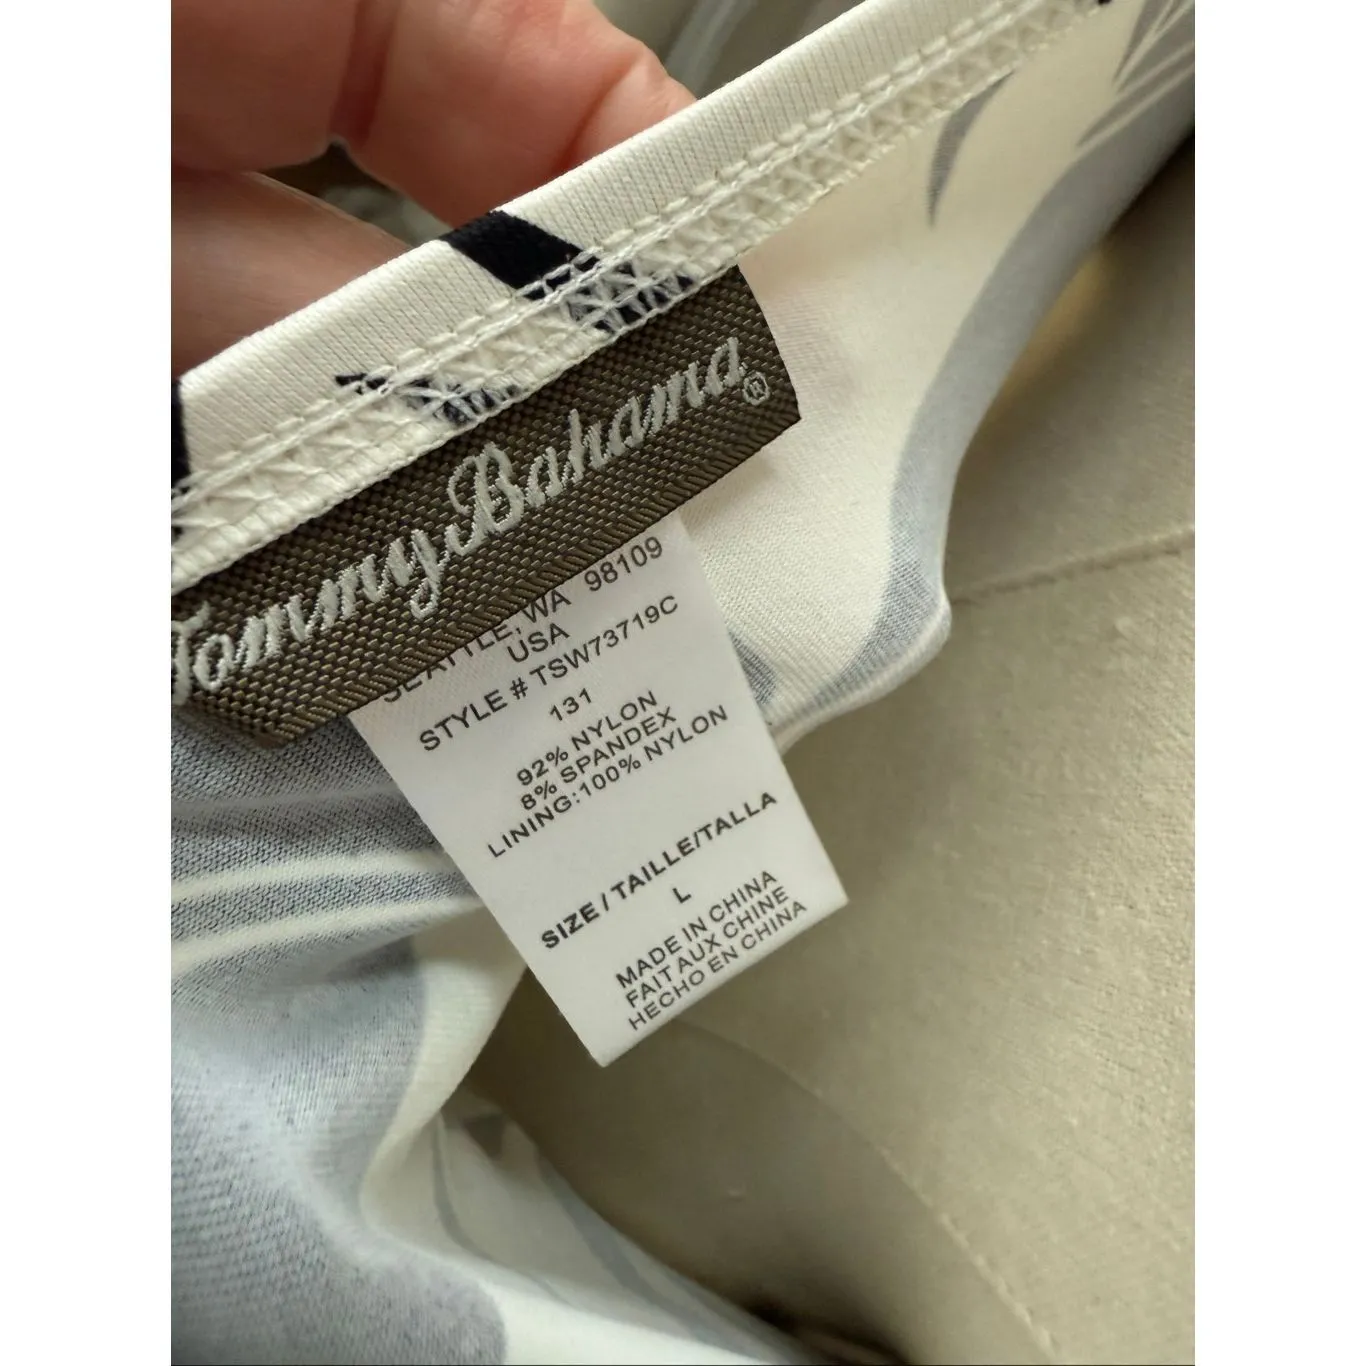 Tommy Bahama®
SEATTLE, WA 98109
USA
STYLE # TSW73719C
131
92% NYLON
8% SPANDEX
LINING:100% NYLON
SIZE / TAILLE/TALLA
L
MADE IN CHINA
FAIT AUX CHINE
HECHO EN CHINA